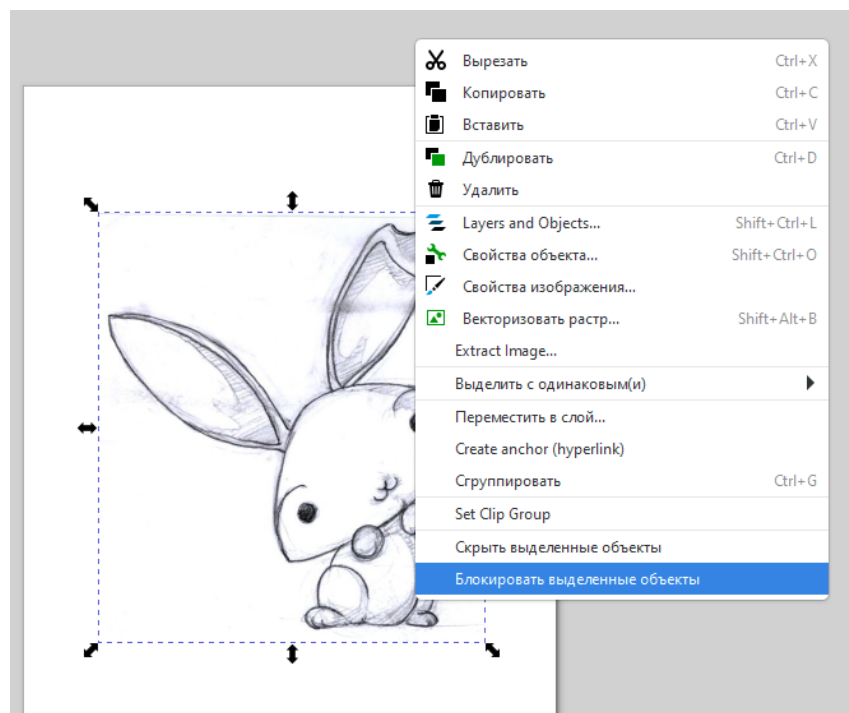 Вырезать Ctrl+X
Копировать Ctrl+C
Вставить Ctrl+V
Дублировать Ctrl+D
Удалить
Layers and Objects... Shift+Ctrl+L
Свойства объекта... Shift+Ctrl+O
Свойства изображения...
Векторизовать растр... Shift+Alt+B
Extract Image...
Выделить с одинаковым(и)
Переместить в слой...
Create anchor (hyperlink)
Сгруппировать Ctrl+G
Set Clip Group
Скрыть выделенные объекты
Блокировать выделенные объекты